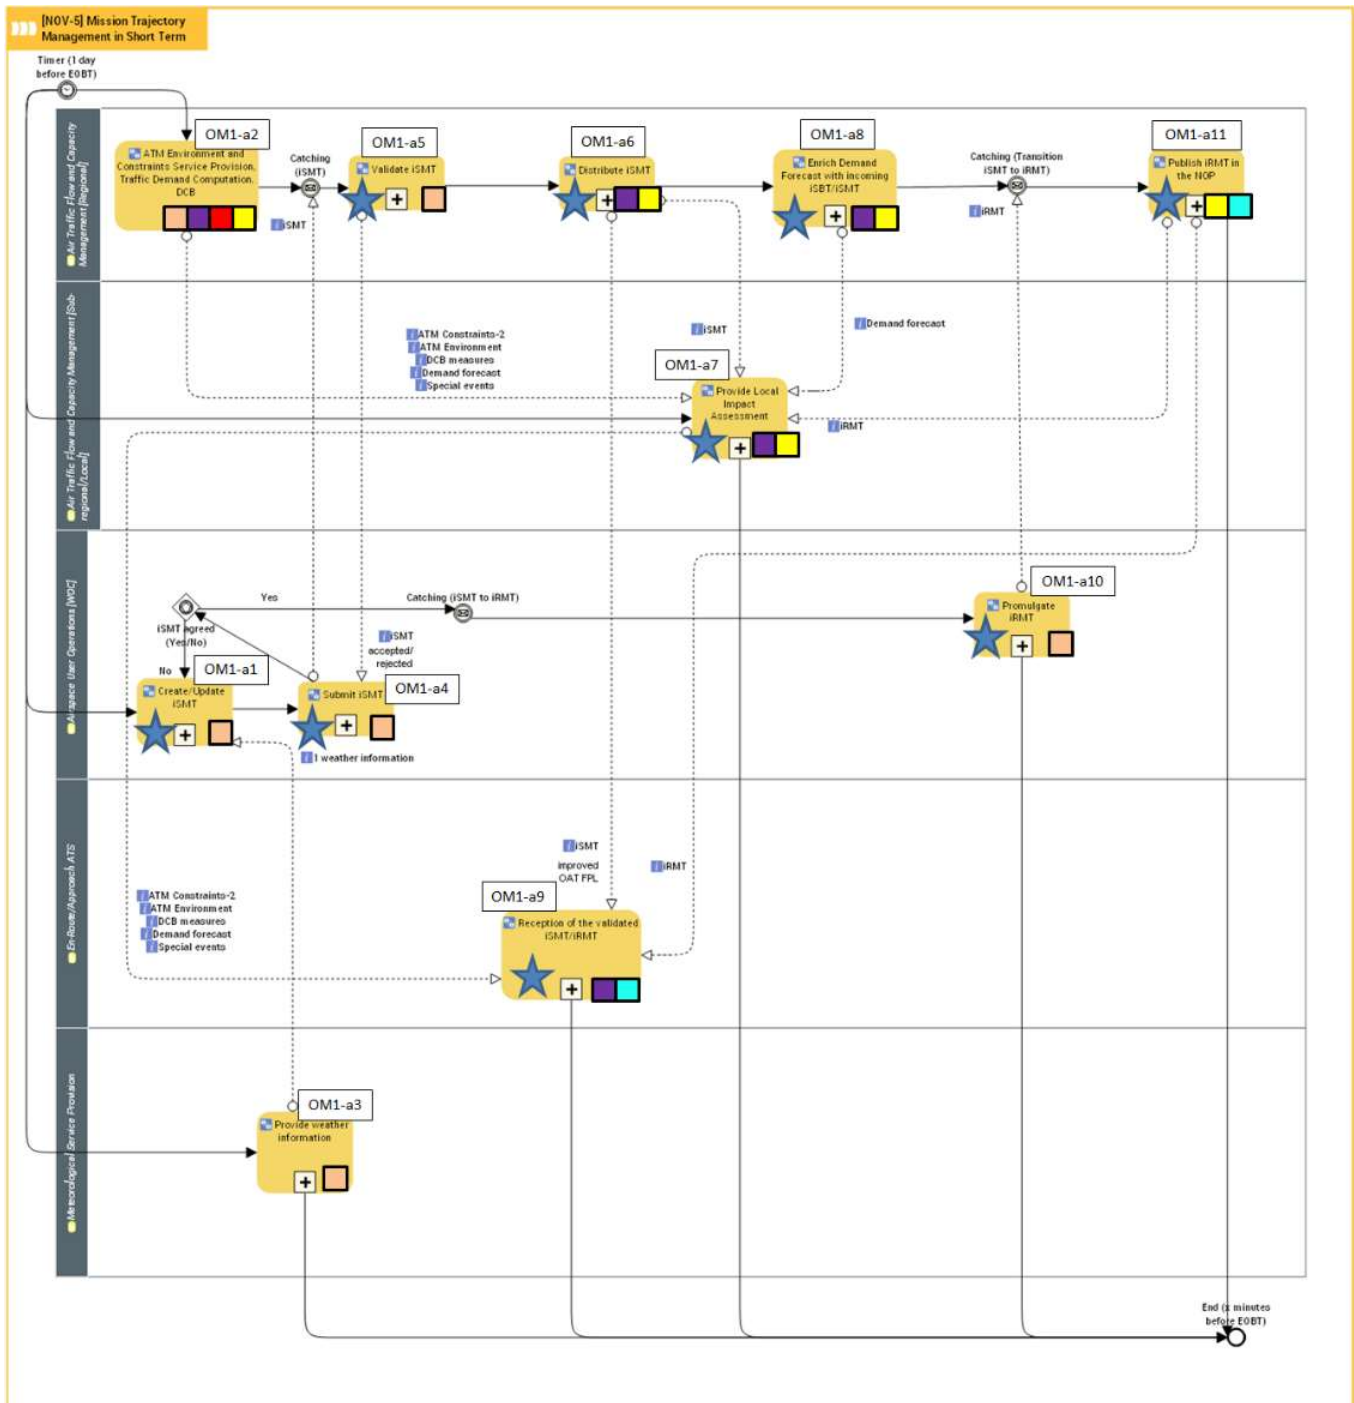 [NOV-5] Mission Trajectory
Management in Short Term
Timer (1 day
before EOBT)
Air Traffic Flow and Capacity
Management [Regional]
OM1-a2
ATM Environment and
Constraints Service Provision,
Traffic Demand Computation,
DCB
Catching
(iSMT)
iSMT
OM1-a5
Validate iSMT
OM1-a6
Distribute iSMT
OM1-a8
Enrich Demand
Forecast with incoming
iSBT/iSMT
Catching (Transition
iSMT to iRMT)
iRMT
OM1-a11
Publish iRMT in
the NOP
Air Traffic Flow and Capacity Management [Sub-
regional/Local]
ATM Constraints-2
ATM Environment
DCB measures
Demand forecast
Special events
iSMT
Demand forecast
OM1-a7
Provide Local
Impact
Assessment
iRMT
Airspace User Operations [WOC]
iSMT agreed
(Yes/No)
Yes
No
Catching (iSMT to iRMT)
OM1-a1
Create/Update
iSMT
iSMT
accepted/
rejected
OM1-a4
Submit iSMT
1 weather information
OM1-a10
Promulgate
iRMT
En-Route/Approach ATS
ATM Constraints-2
ATM Environment
DCB measures
Demand forecast
Special events
iSMT
improved
OAT FPL
iRMT
OM1-a9
Reception of the validated
iSMT/iRMT
Meteorological Service Provision
OM1-a3
Provide weather
information
End (x minutes
before EOBT)